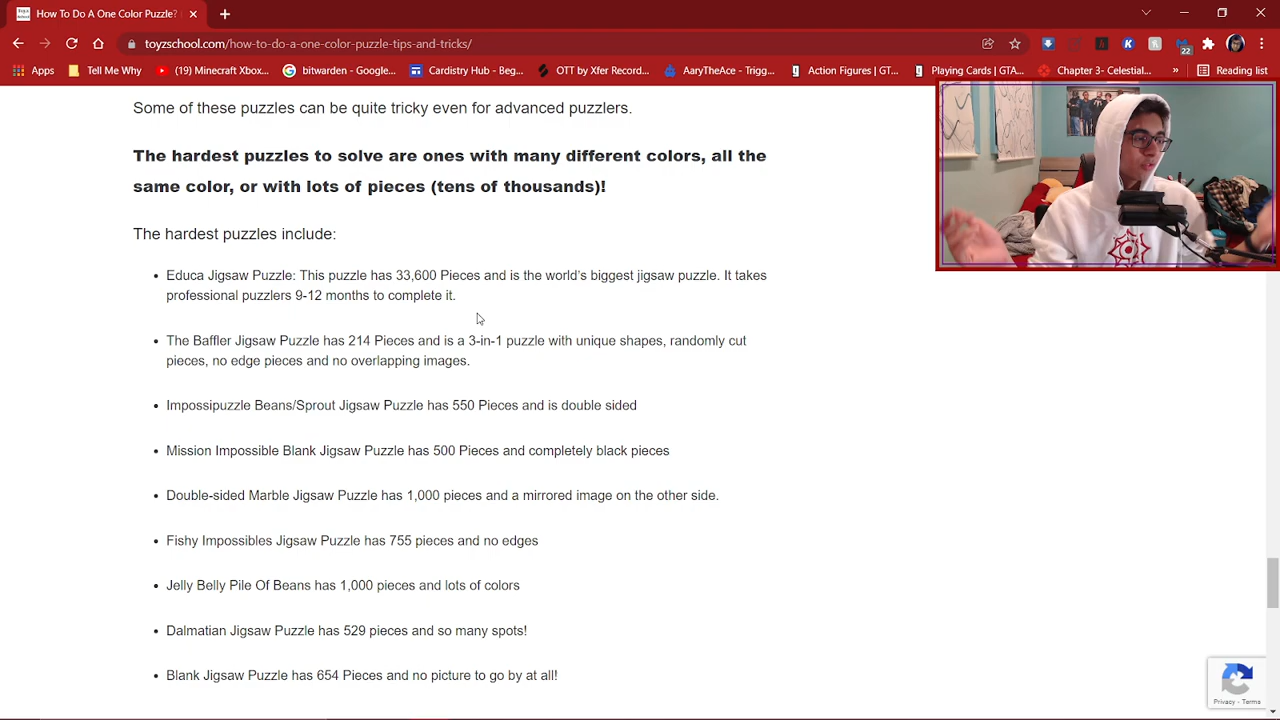 How To Do A One Color Puzzle?
toyzschool.com/how-to-do-a-one-color-puzzle-tips-and-tricks/
22
Apps
Tell Me Why
(19) Minecraft Xbox...
bitwarden - Google...
Cardistry Hub - Beg...
OTT by Xfer Record...
AaryTheAce - Trigg...
Action Figures | GT...
Playing Cards | GTA...
Chapter 3- Celestial...
»
Reading list
Some of these puzzles can be quite tricky even for advanced puzzlers.
The hardest puzzles to solve are ones with many different colors, all the
same color, or with lots of pieces (tens of thousands)!
The hardest puzzles include:
• Educa Jigsaw Puzzle: This puzzle has 33,600 Pieces and is the world’s biggest jigsaw puzzle. It takes
professional puzzlers 9-12 months to complete it.
• The Baffler Jigsaw Puzzle has 214 Pieces and is a 3-in-1 puzzle with unique shapes, randomly cut
pieces, no edge pieces and no overlapping images.
• Impossipuzzle Beans/Sprout Jigsaw Puzzle has 550 Pieces and is double sided
• Mission Impossible Blank Jigsaw Puzzle has 500 Pieces and completely black pieces
• Double-sided Marble Jigsaw Puzzle has 1,000 pieces and a mirrored image on the other side.
• Fishy Impossibles Jigsaw Puzzle has 755 pieces and no edges
• Jelly Belly Pile Of Beans has 1,000 pieces and lots of colors
• Dalmatian Jigsaw Puzzle has 529 pieces and so many spots!
• Blank Jigsaw Puzzle has 654 Pieces and no picture to go by at all!
Privacy - Terms